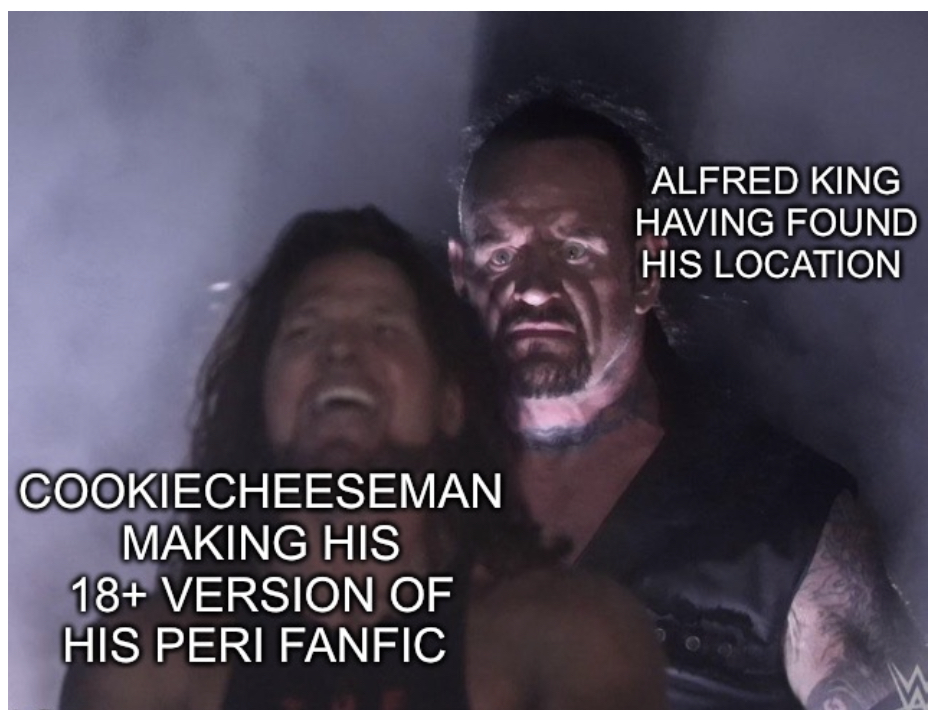 ALFRED KING
HAVING FOUND
HIS LOCATION
COOKIECHEESEMAN
MAKING HIS
18+ VERSION OF
HIS PERI FANFIC